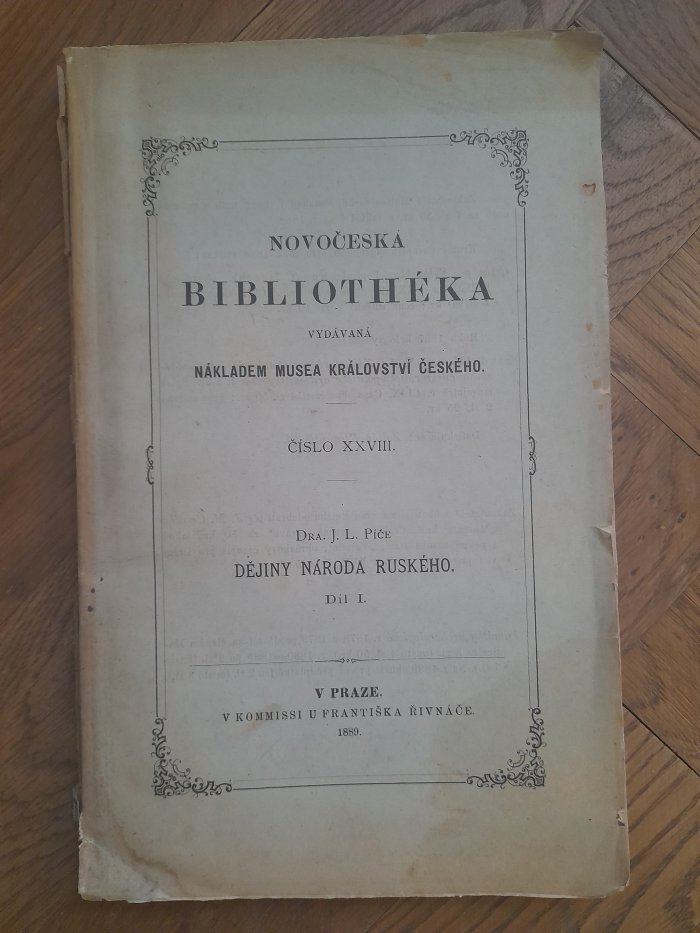 NOVOČESKÁ
BIBLIOTHÉKA
VYDÁVANÁ
NÁKLADEM MUSEA KRÁLOVSTVÍ ČESKÉHO.
ČÍSLO XXVIII.
DRA. J. L. PÍČE
DĚJINY NÁRODA RUSKÉHO.
Díl I.
V PRAZE.
V KOMMISSI U FRANTIŠKA ŘIVNÁČE.
1889.